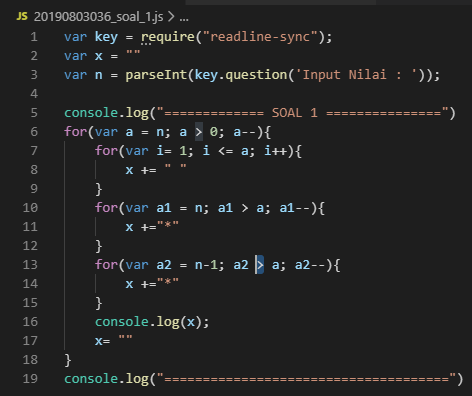 JS 20190803036_soal_1.js > ...
1 var key = require("readline-sync");
2 var x = ""
3 var n = parseInt(key.question('Input Nilai : '));
4
5 console.log("============= SOAL 1 ===============")
6 for(var a = n; a > 0; a--){
7 for(var i= 1; i <= a; i++){
8 x += " "
9 }
10 for(var a1 = n; a1 > a; a1--){
11 x +="*"
12 }
13 for(var a2 = n-1; a2 > a; a2--){
14 x +="*"
15 }
16 console.log(x);
17 x= ""
18 }
19 console.log("=====================================")